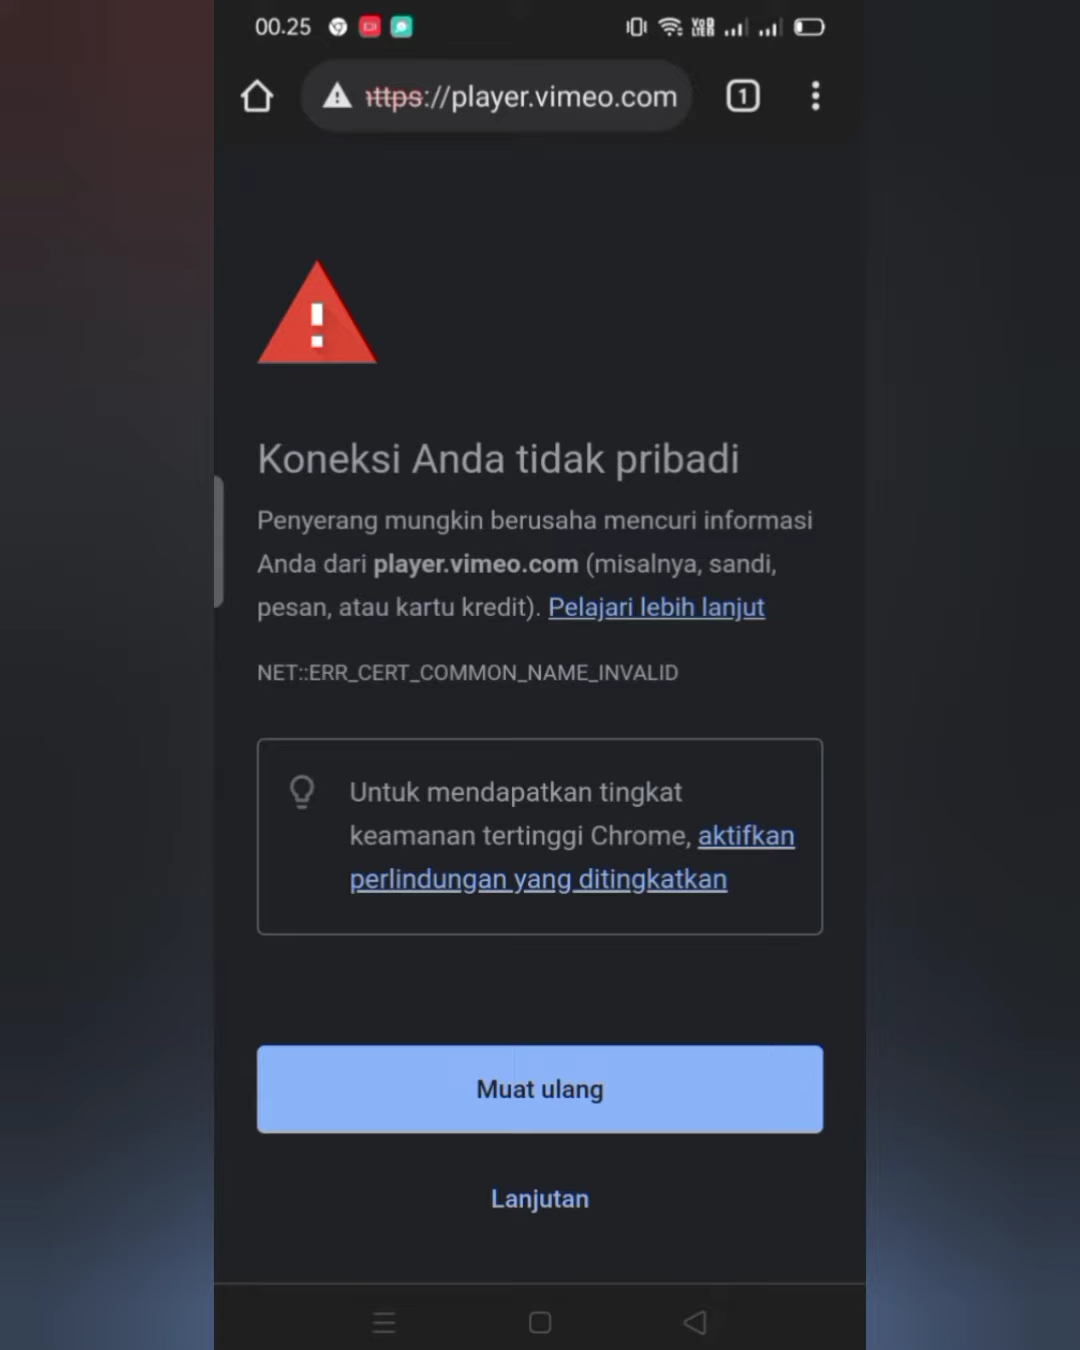 00.25
VoD LTE
https://player.vimeo.com
1
Koneksi Anda tidak pribadi
Penyerang mungkin berusaha mencuri informasi
Anda dari player.vimeo.com (misalnya, sandi,
pesan, atau kartu kredit). Pelajari lebih lanjut
NET::ERR_CERT_COMMON_NAME_INVALID
Untuk mendapatkan tingkat
keamanan tertinggi Chrome, aktifkan
perlindungan yang ditingkatkan
Muat ulang
Lanjutan